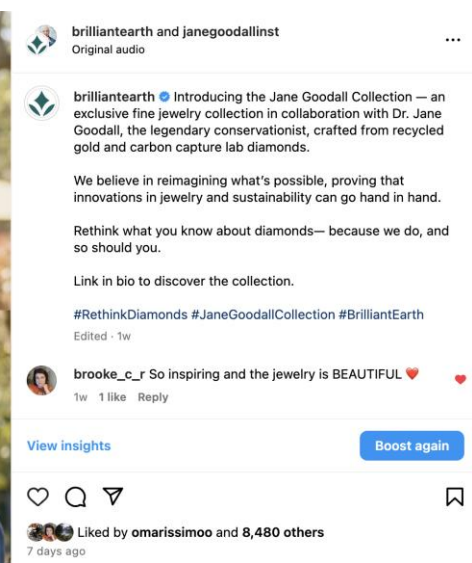 brilliantearth and janegoodallinst
Original audio
brilliantearth Introducing the Jane Goodall Collection — an
exclusive fine jewelry collection in collaboration with Dr. Jane
Goodall, the legendary conservationist, crafted from recycled
gold and carbon capture lab diamonds.
We believe in reimagining what's possible, proving that
innovations in jewelry and sustainability can go hand in hand.
Rethink what you know about diamonds— because we do, and
so should you.
Link in bio to discover the collection.
#RethinkDiamonds #JaneGoodallCollection #BrilliantEarth
Edited · 1w
brooke_c_r So inspiring and the jewelry is BEAUTIFUL ❤️
1w 1 like Reply
View insights Boost again
Liked by omarissimoo and 8,480 others
7 days ago